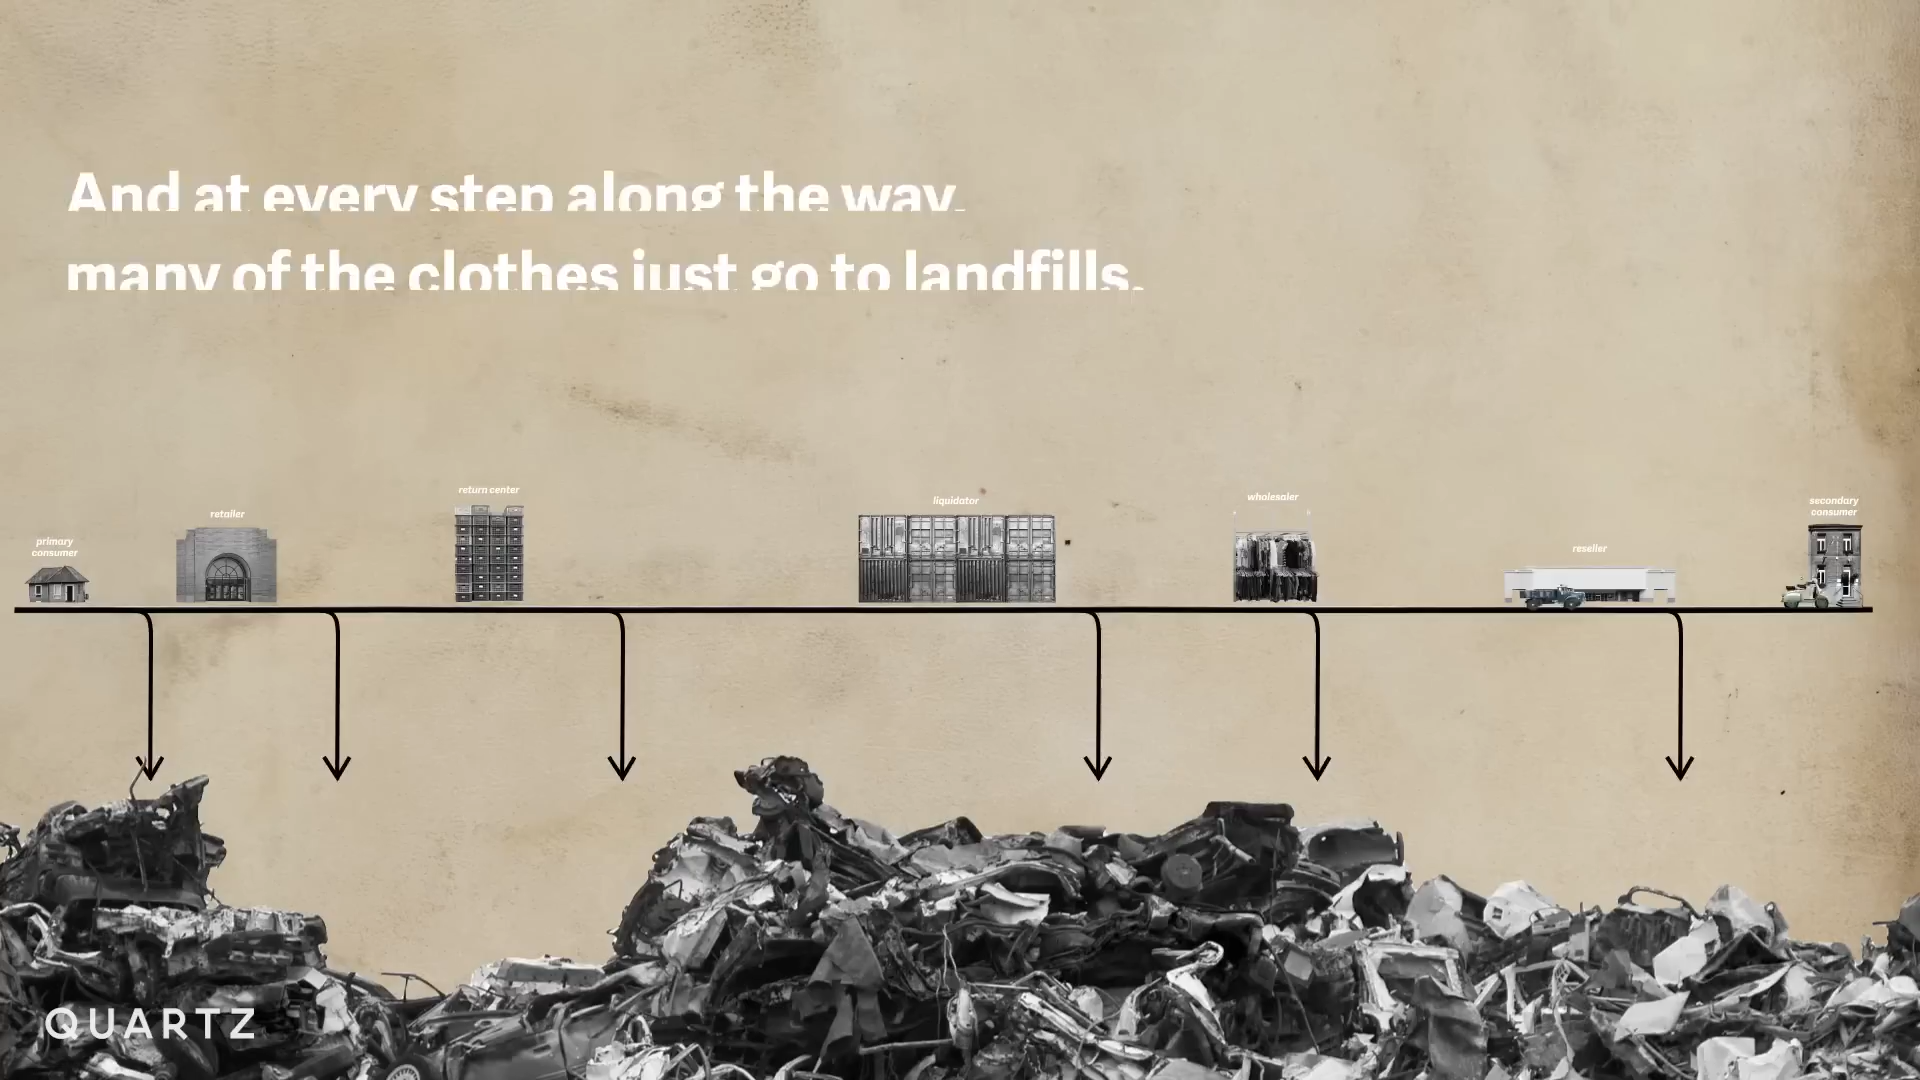 And at every step along the way,
many of the clothes just go to landfills.
return center
liquidator
wholesaler
secondary
consumer
retailer
primary
consumer
reseller
QUARTZ